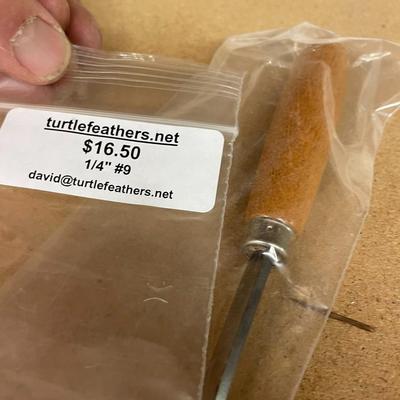 turtlefeathers.net
$16.50
1/4" #9
david@turtlefeathers.net